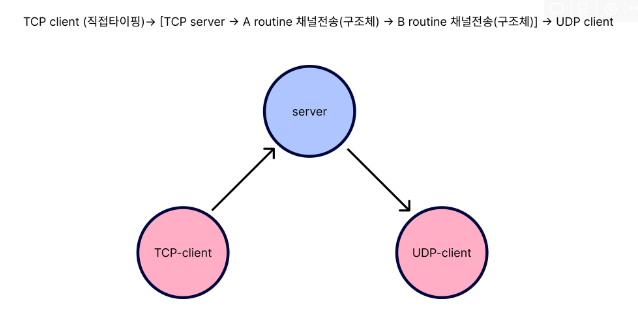 TCP client (직접타이핑)→ [TCP server → A routine 채널전송(구조체) → B routine 채널전송(구조체)] → UDP client
server
TCP-client
UDP-client